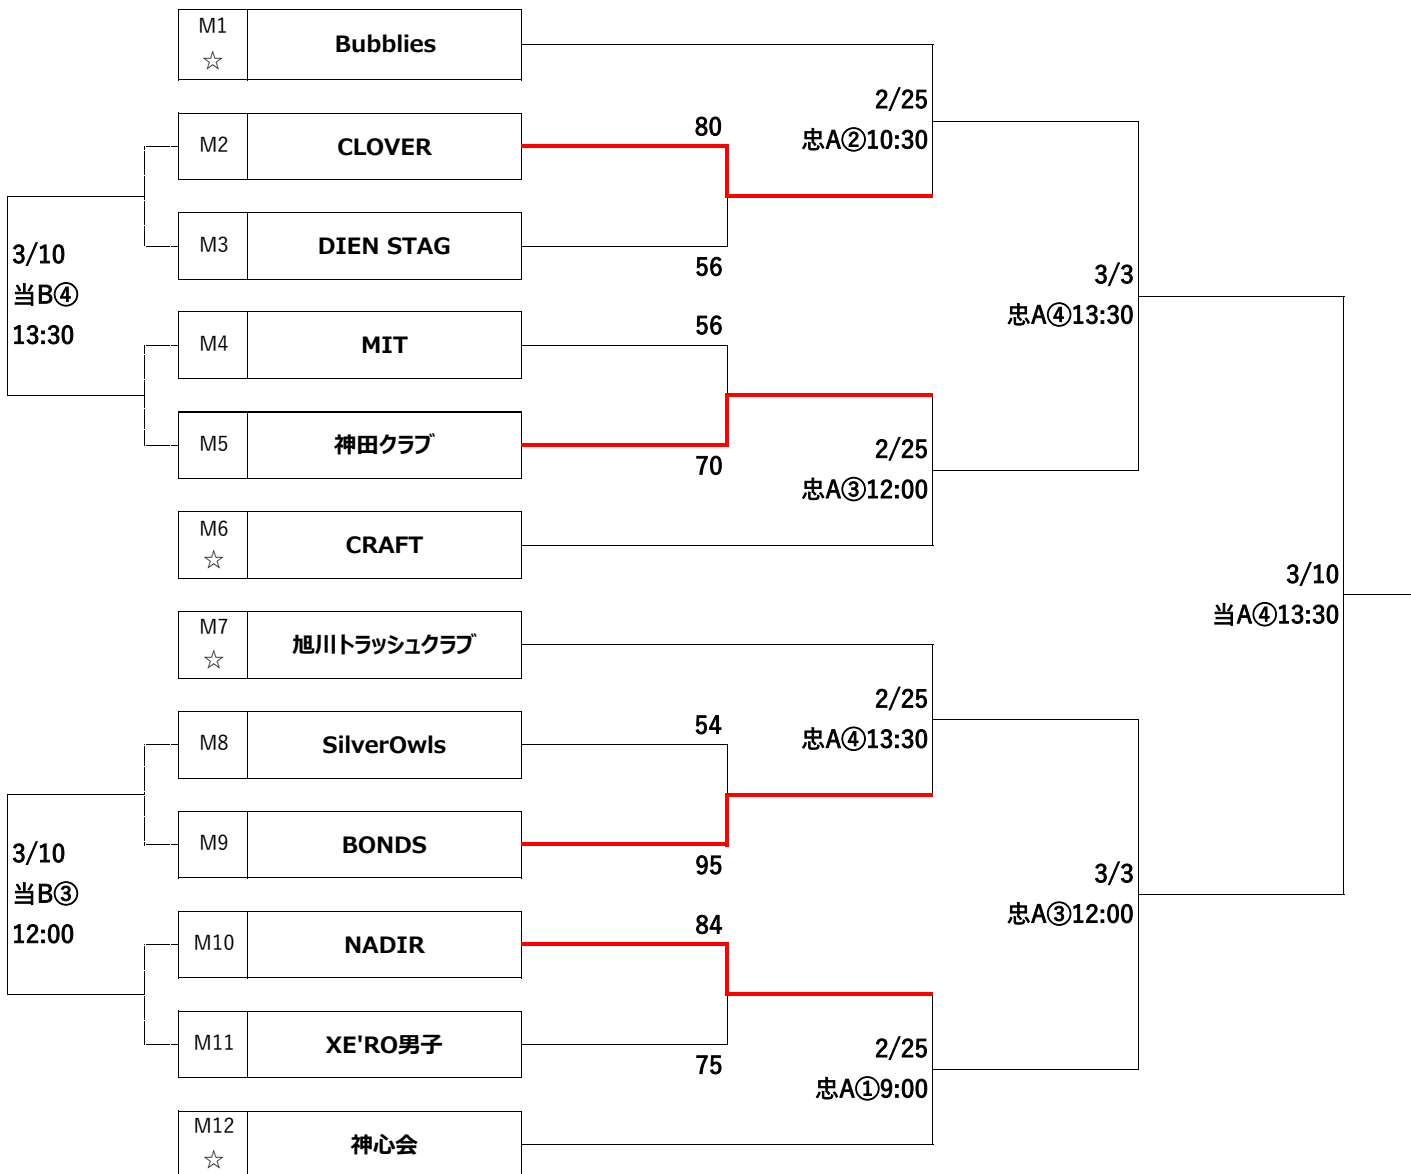 M1
☆
Bubblies
2/25
忠A②10:30
80
M2
CLOVER
M3
DIEN STAG
56
3/10
当B④
13:30
3/3
忠A④13:30
56
M4
MIT
M5
神田クラブ
70
2/25
忠A③12:00
M6
☆
CRAFT
3/10
当A④13:30
M7
☆
旭川トラッシュクラブ
2/25
忠A④13:30
54
M8
SilverOwls
M9
BONDS
95
3/10
当B③
12:00
3/3
忠A③12:00
84
M10
NADIR
M11
XE'RO男子
75
2/25
忠A①9:00
M12
☆
神心会